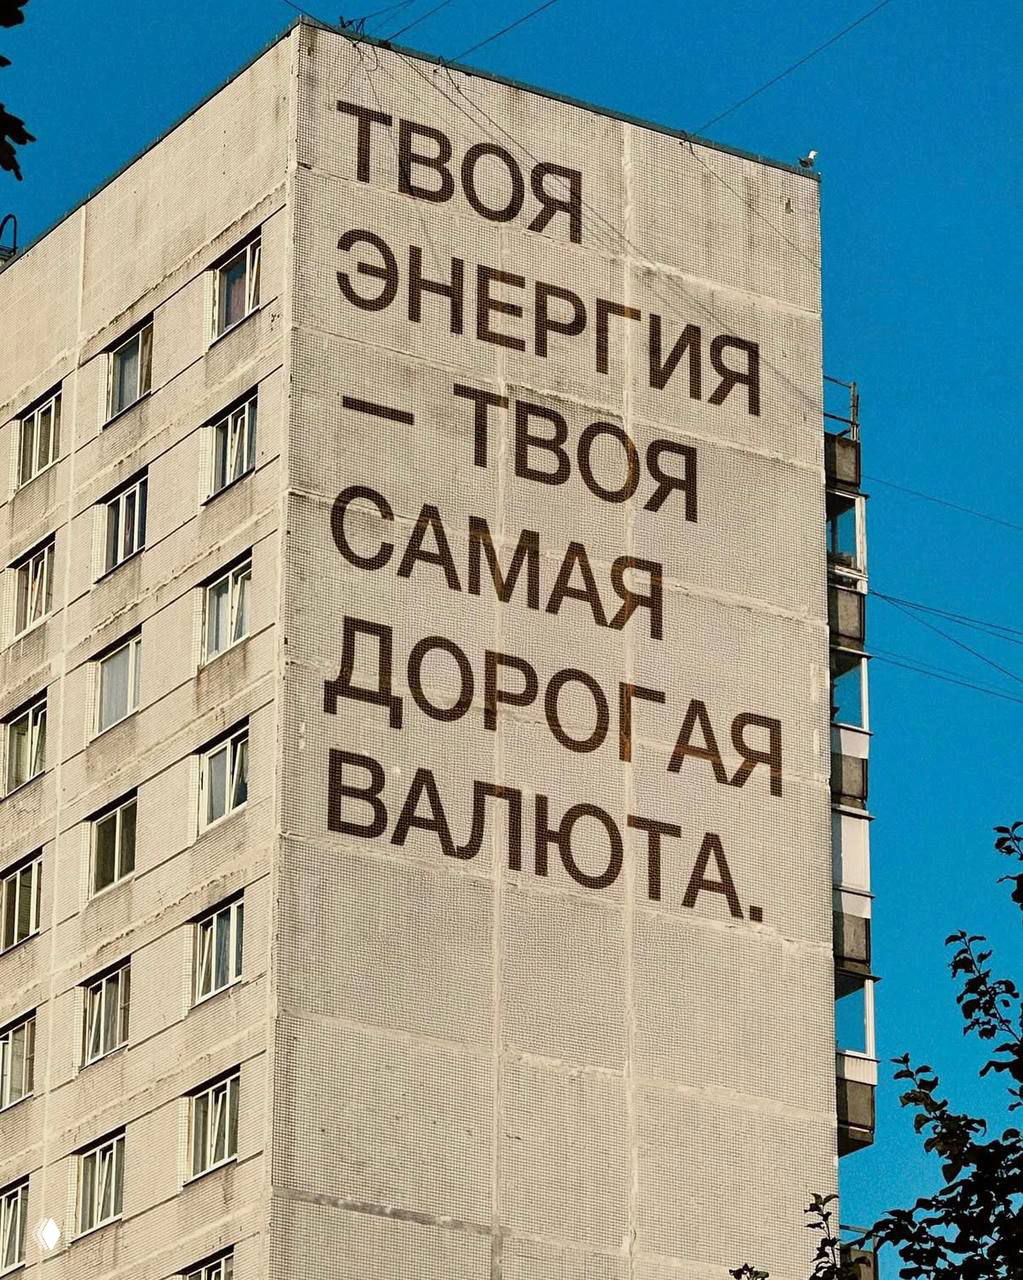 ТВОЯ
ЭНЕРГИЯ
— ТВОЯ
САМАЯ
ДОРОГАЯ
ВАЛЮТА.